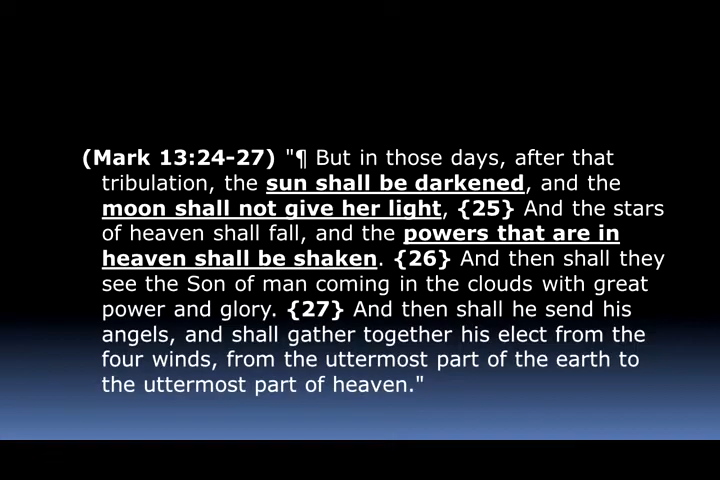 (Mark 13:24-27) "¶ But in those days, after that
tribulation, the sun shall be darkened, and the
moon shall not give her light, {25} And the stars
of heaven shall fall, and the powers that are in
heaven shall be shaken. {26} And then shall they
see the Son of man coming in the clouds with great
power and glory. {27} And then shall he send his
angels, and shall gather together his elect from the
four winds, from the uttermost part of the earth to
the uttermost part of heaven."